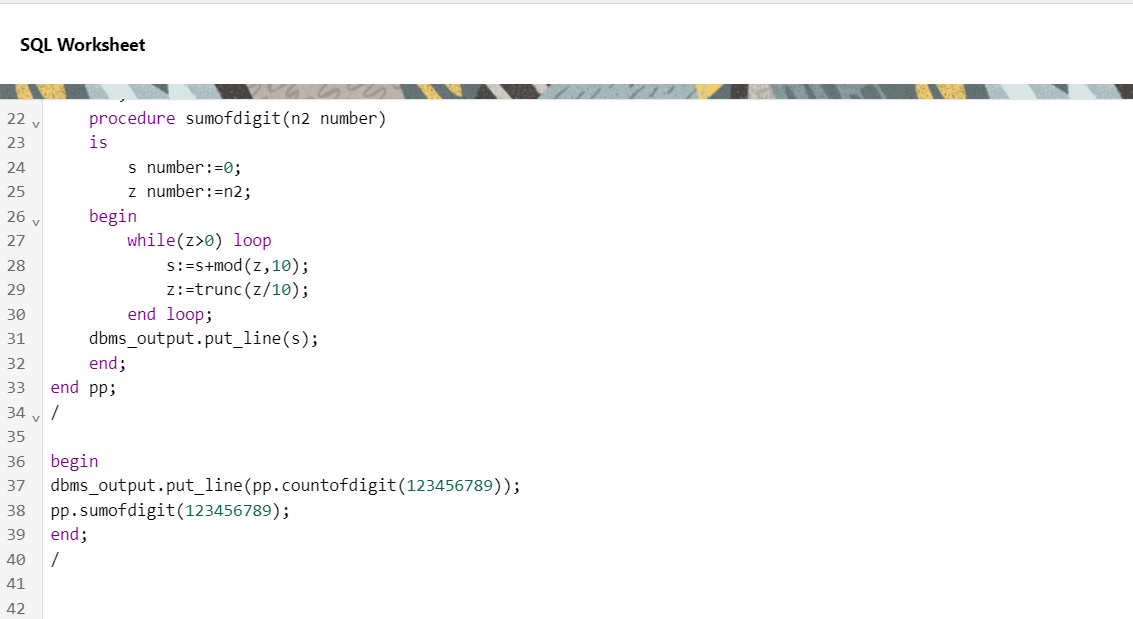 SQL Worksheet
22 procedure sumofdigit(n2 number)
23 is
24 s number:=0;
25 z number:=n2;
26 begin
27 while(z>0) loop
28 s:=s+mod(z,10);
29 z:=trunc(z/10);
30 end loop;
31 dbms_output.put_line(s);
32 end;
33 end pp;
34 /
35
36 begin
37 dbms_output.put_line(pp.countofdigit(123456789));
38 pp.sumofdigit(123456789);
39 end;
40 /
41
42